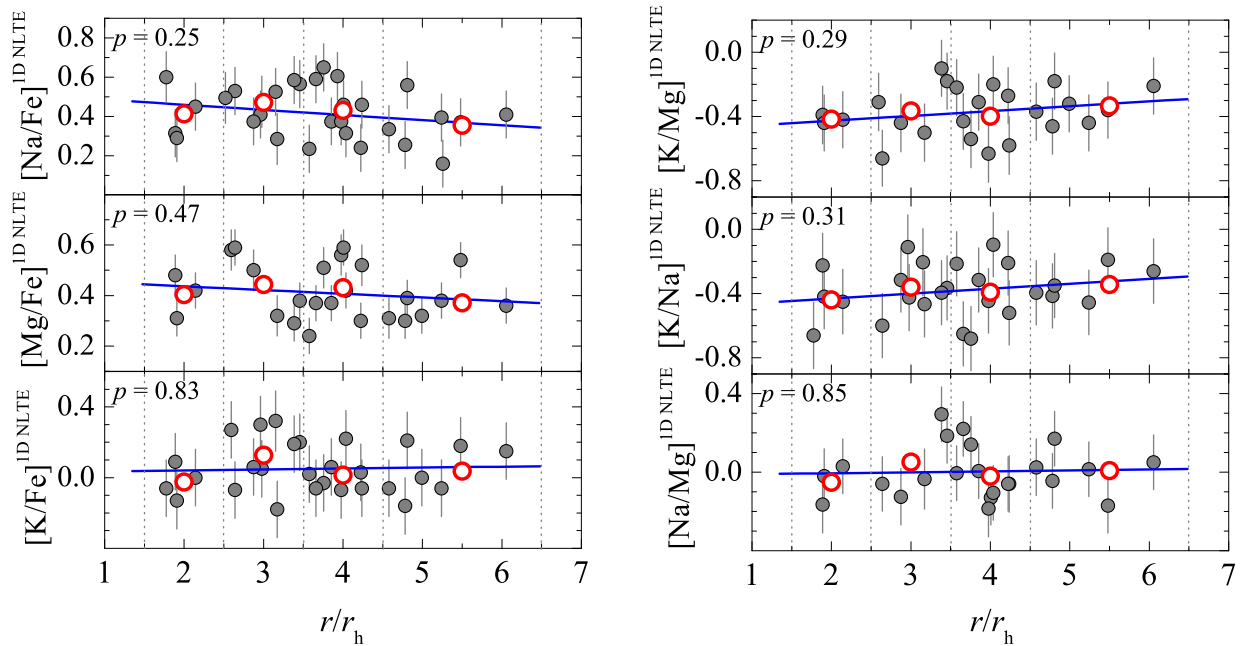 0.8
0.6
0.4
0.2
[Na/Fe]1D NLTE
p = 0.25
0.6
0.4
0.2
[Mg/Fe]1D NLTE
p = 0.47
0.4
0.0
[K/Fe]1D NLTE
p = 0.83
1 2 3 4 5 6 7
r/rh
0.0
-0.4
-0.8
[K/Mg]1D NLTE
p = 0.29
0.0
-0.4
-0.8
[K/Na]1D NLTE
p = 0.31
0.4
0.0
[Na/Mg]1D NLTE
p = 0.85
1 2 3 4 5 6 7
r/rh